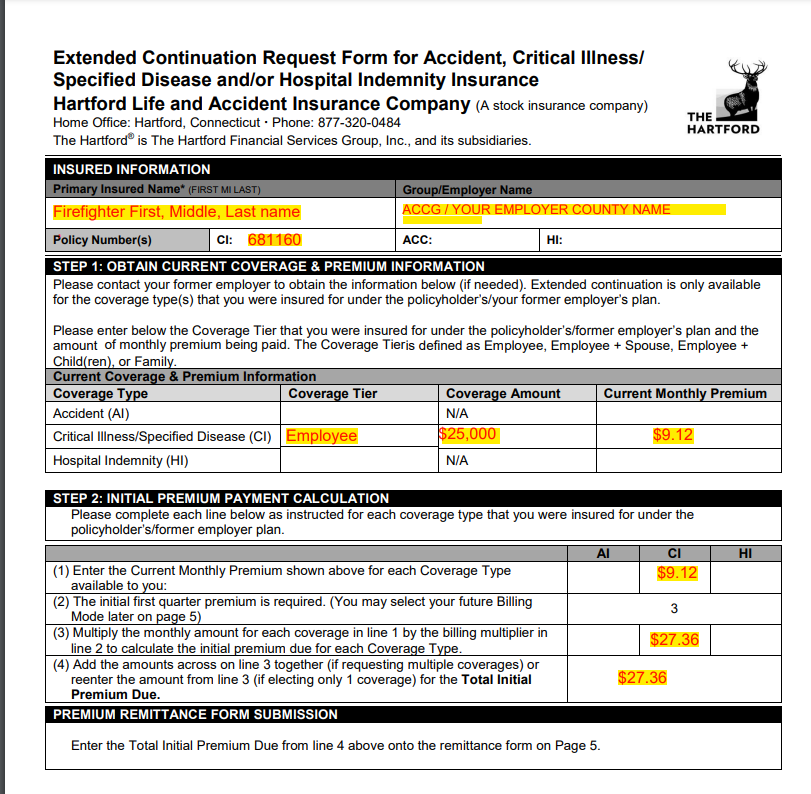 Extended Continuation Request Form for Accident, Critical Illness/
Specified Disease and/or Hospital Indemnity Insurance
Hartford Life and Accident Insurance Company (A stock insurance company)
Home Office: Hartford, Connecticut • Phone: 877-320-0484
The Hartford® is The Hartford Financial Services Group, Inc., and its subsidiaries.
THE
HARTFORD
INSURED INFORMATION
Primary Insured Name* (FIRST MI LAST) Group/Employer Name
Firefighter First, Middle, Last name ACCG / YOUR EMPLOYER COUNTY NAME
Policy Number(s) CI: 681160 ACC: HI:
STEP 1: OBTAIN CURRENT COVERAGE & PREMIUM INFORMATION
Please contact your former employer to obtain the information below (if needed). Extended continuation is only available
for the coverage type(s) that you were insured for under the policyholder's/your former employer's plan.
Please enter below the Coverage Tier that you were insured for under the policyholder's/former employer's plan and the
amount of monthly premium being paid. The Coverage Tier is defined as Employee, Employee + Spouse, Employee +
Child(ren), or Family.
Current Coverage & Premium Information
Coverage Type Coverage Tier Coverage Amount Current Monthly Premium
Accident (AI) N/A
Critical Illness/Specified Disease (CI) Employee $25,000 $9.12
Hospital Indemnity (HI) N/A
STEP 2: INITIAL PREMIUM PAYMENT CALCULATION
Please complete each line below as instructed for each coverage type that you were insured for under the
policyholder's/former employer plan.
AI CI HI
(1) Enter the Current Monthly Premium shown above for each Coverage Type
available to you: $9.12
(2) The initial first quarter premium is required. (You may select your future Billing
Mode later on page 5) 3
(3) Multiply the monthly amount for each coverage in line 1 by the billing multiplier in
line 2 to calculate the initial premium due for each Coverage Type. $27.36
(4) Add the amounts across on line 3 together (if requesting multiple coverages) or
reenter the amount from line 3 (if electing only 1 coverage) for the Total Initial
Premium Due. $27.36
PREMIUM REMITTANCE FORM SUBMISSION
Enter the Total Initial Premium Due from line 4 above onto the remittance form on Page 5.